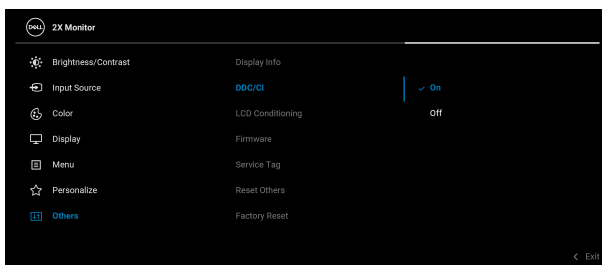 DELL 2X Monitor
Brightness/Contrast Display Info
Input Source DDC/CI ✓ On
Color LCD Conditioning Off
Display Firmware
Menu Service Tag
Personalize Reset Others
Others Factory Reset
< Exit